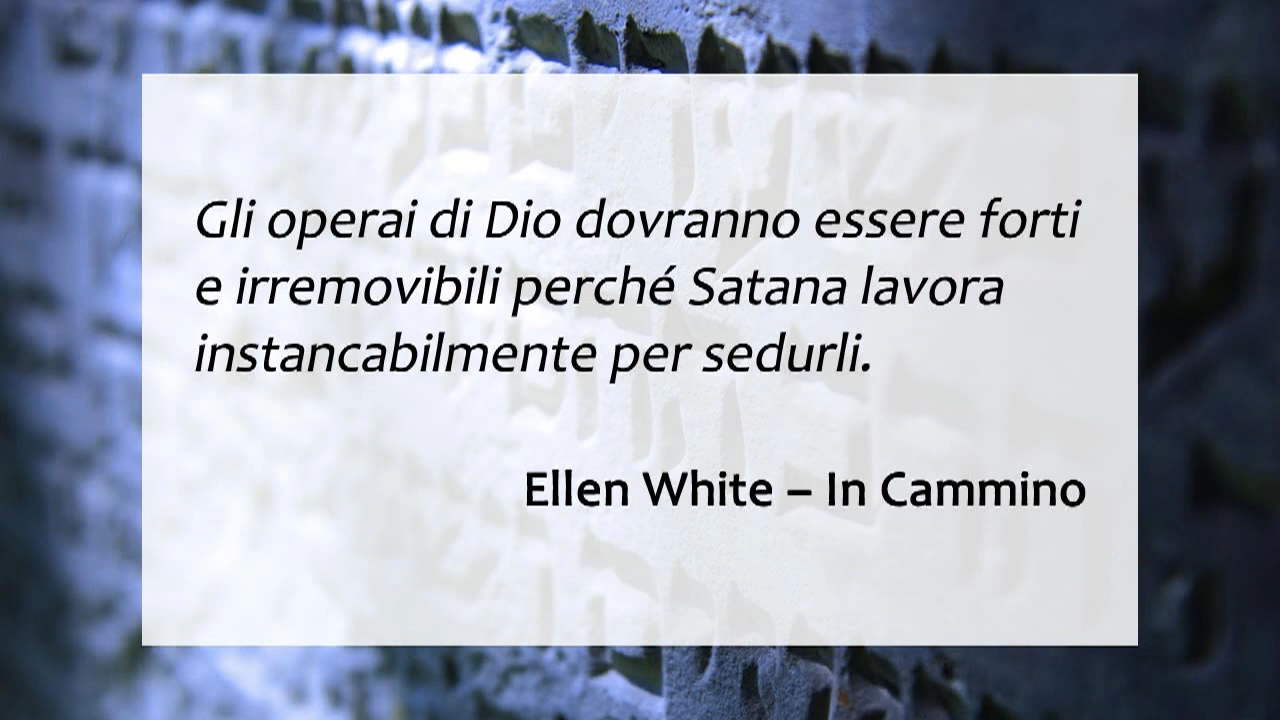 Gli operai di Dio dovranno essere forti
e irremovibili perché Satana lavora
instancabilmente per sedurli.
Ellen White – In Cammino